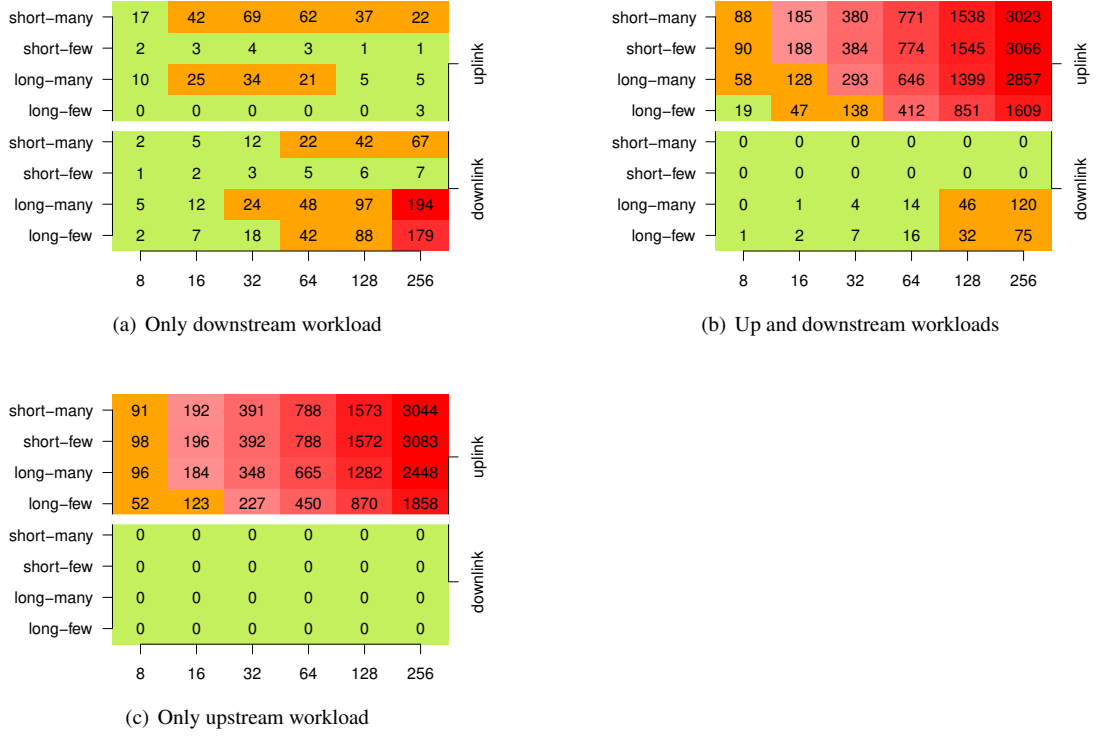 short−many 17 42 69 62 37 22
short−few 2 3 4 3 1 1
long−many 10 25 34 21 5 5
long−few 0 0 0 0 0 3
uplink
short−many 2 5 12 22 42 67
short−few 1 2 3 5 6 7
long−many 5 12 24 48 97 194
long−few 2 7 18 42 88 179
downlink
8 16 32 64 128 256
(a) Only downstream workload
short−many 88 185 380 771 1538 3023
short−few 90 188 384 774 1545 3066
long−many 58 128 293 646 1399 2857
long−few 19 47 138 412 851 1609
uplink
short−many 0 0 0 0 0 0
short−few 0 0 0 0 0 0
long−many 0 1 4 14 46 120
long−few 1 2 7 16 32 75
downlink
8 16 32 64 128 256
(b) Up and downstream workloads
short−many 91 192 391 788 1573 3044
short−few 98 196 392 788 1572 3083
long−many 96 184 348 665 1282 2448
long−few 52 123 227 450 870 1858
uplink
short−many 0 0 0 0 0 0
short−few 0 0 0 0 0 0
long−many 0 0 0 0 0 0
long−few 0 0 0 0 0 0
downlink
8 16 32 64 128 256
(c) Only upstream workload